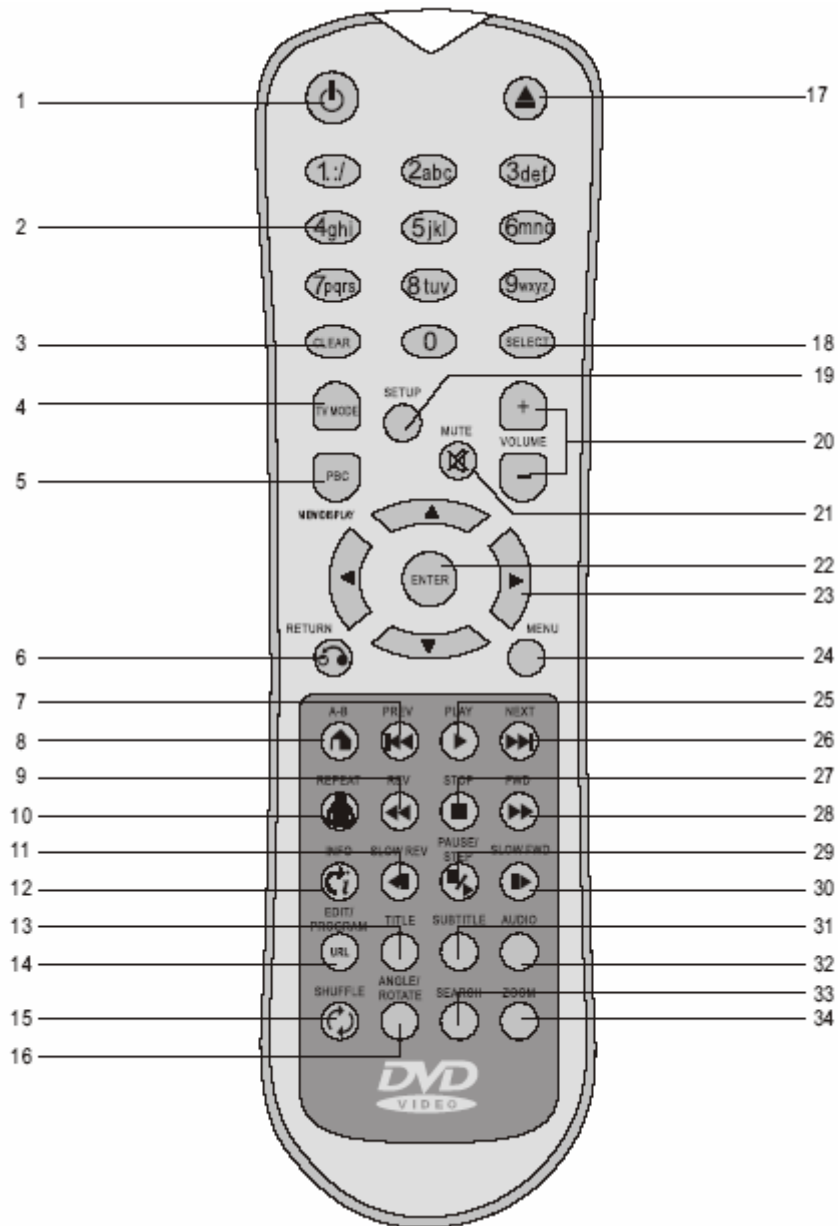 1
17
1.:/ 2abc 3def
2
4ghi 5jkl 6mno
7pqrs 8tuv 9wxyz
3
CLEAR 0 SELECT
18
19
4
TV MODE
SETUP
+
MUTE
VOLUME
20
5
PBC
-
21
MENU/DISPLAY
22
ENTER
23
RETURN
MENU
6
24
7
25
A-B PREV PLAY NEXT
8
26
9
27
REPEAT REV STOP FWD
10
28
11
29
INFO SLOW REV PAUSE/
STEP SLOW FWD
12
i
30
13
31
EDIT/
PROGRAM TITLE SUBTITLE AUDIO
14
URL
32
33
SHUFFLE ANGLE/
ROTATE SEARCH ZOOM
15
34
16
DVD
VIDEO